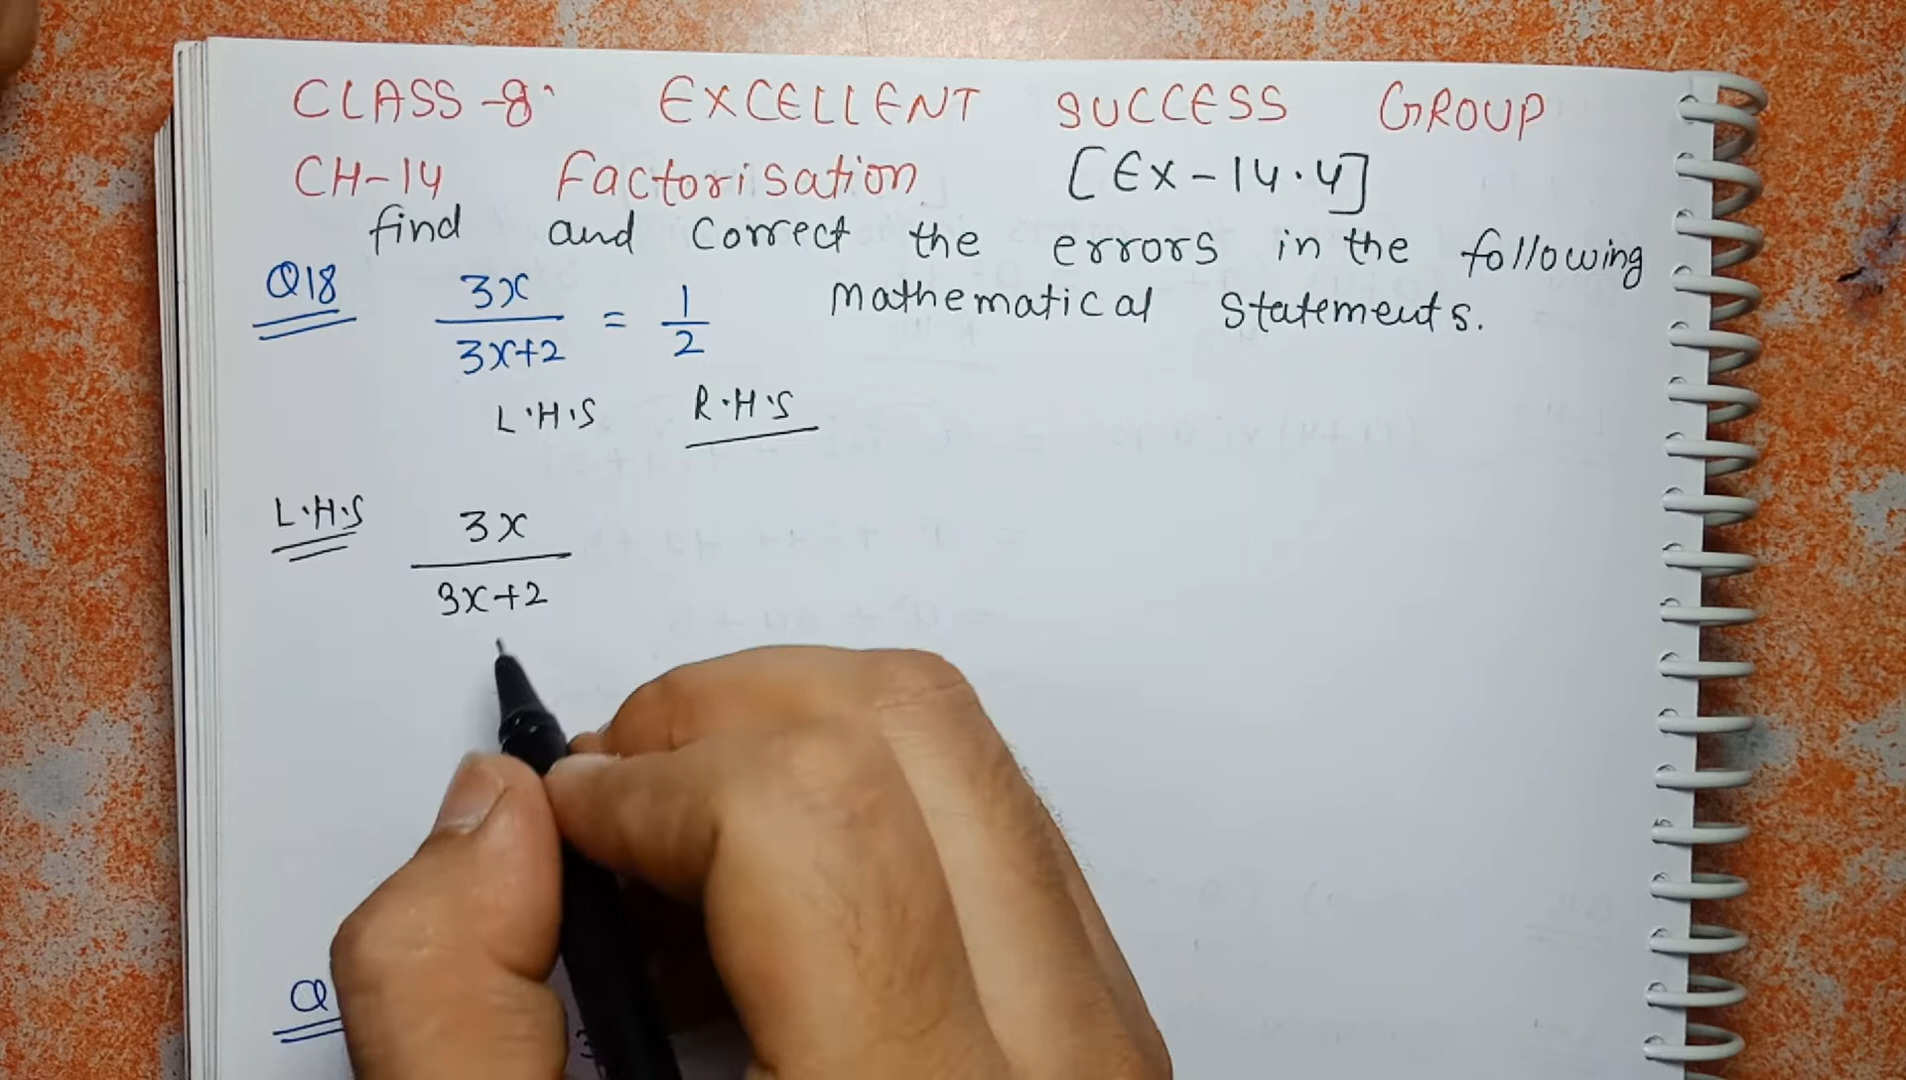 CLASS-8 EXCELLENT SUCCESS GROUP
CH-14 Factorisation [EX-14.4]
find and correct the errors in the following
mathematical statements.
Q18 3x/3x+2 = 1/2
L.H.S R.H.S
L.H.S 3x/3x+2
Q